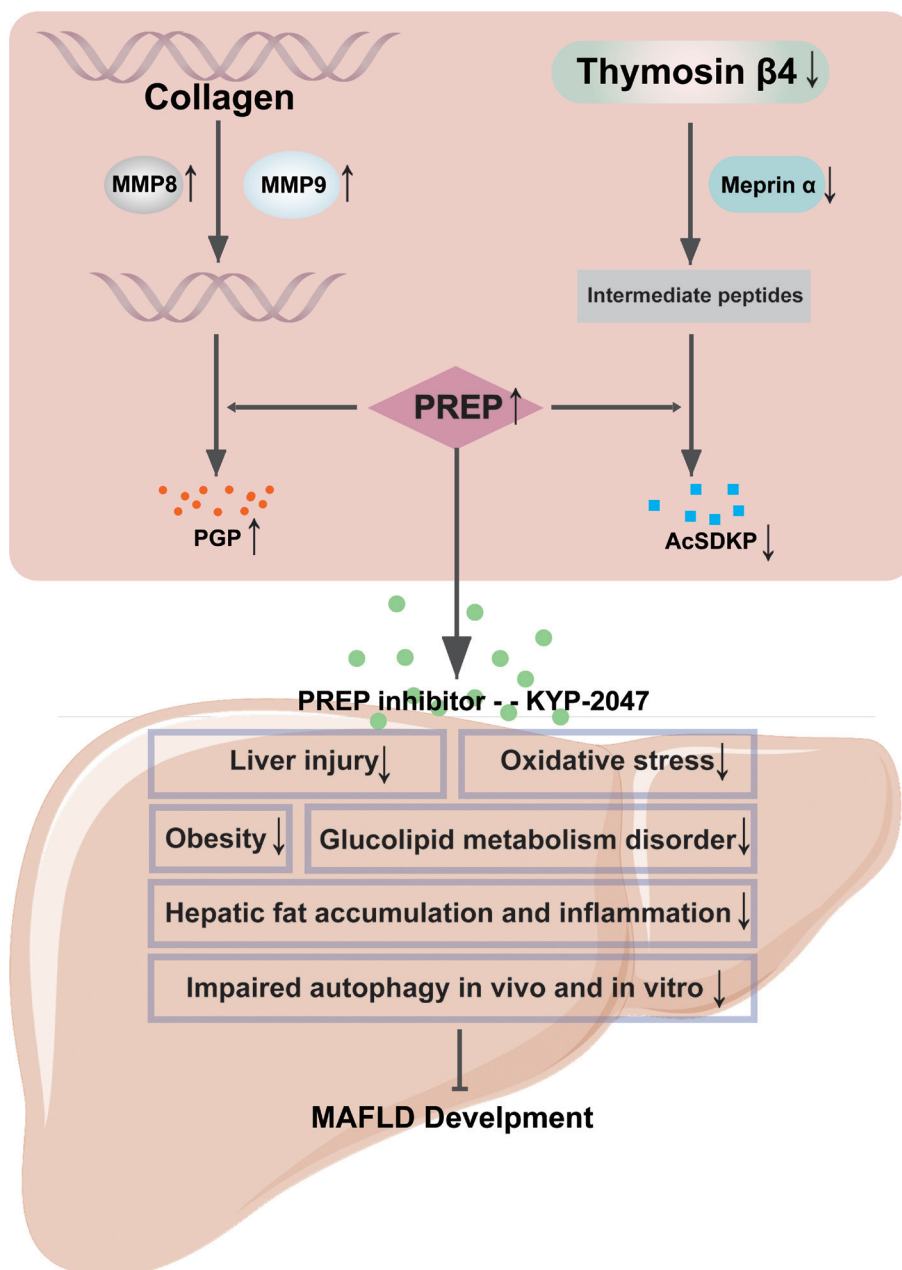 Collagen
Thymosin β4 ↓
MMP8 ↑
MMP9 ↑
Meprin α ↓
Intermediate peptides
PREP ↑
PGP ↑
AcSDKP ↓
PREP inhibitor - - KYP-2047
Liver injury ↓
Oxidative stress ↓
Obesity ↓
Glucolipid metabolism disorder ↓
Hepatic fat accumulation and inflammation ↓
Impaired autophagy in vivo and in vitro ↓
MAFLD Develpment